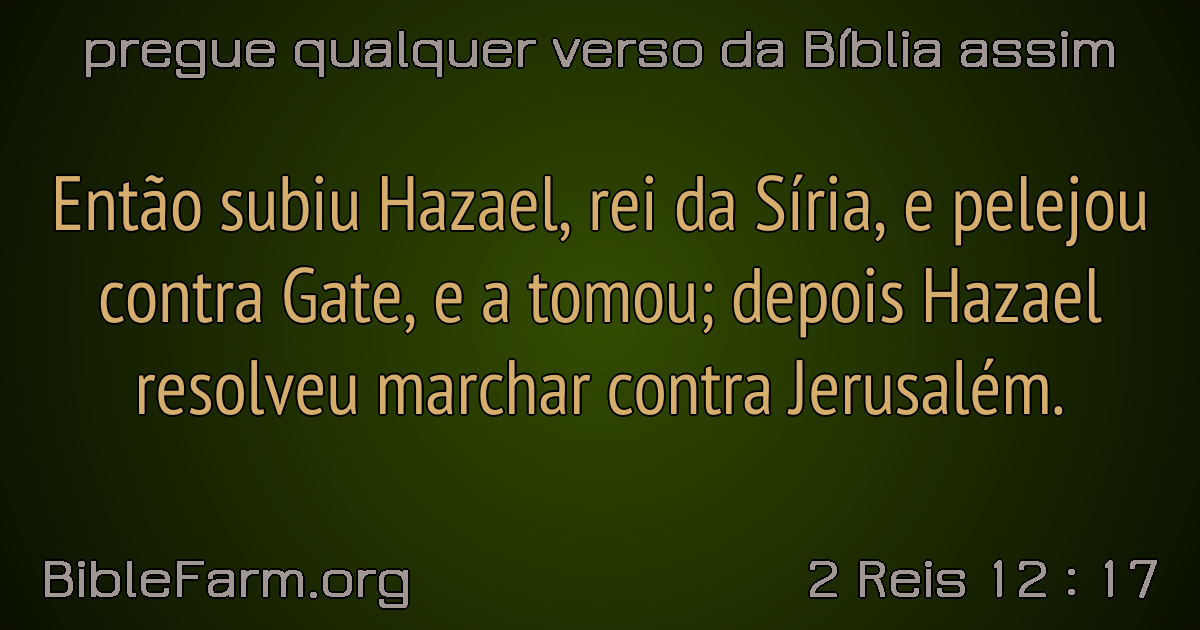 pregue qualquer verso da Bíblia assim
Então subiu Hazael, rei da Síria, e pelejou
contra Gate, e a tomou; depois Hazael
resolveu marchar contra Jerusalém.
BibleFarm.org
2 Reis 12 : 17